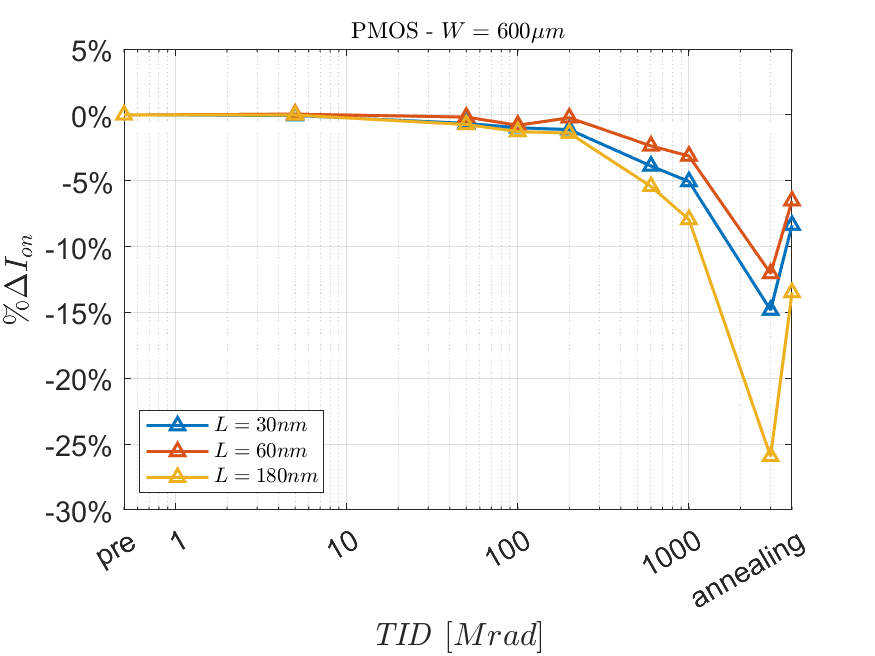 PMOS - W = 600μm
5%
0%
-5%
-10%
-15%
-20%
-25%
-30%
%ΔI_on
L = 30nm
L = 60nm
L = 180nm
pre 1 10 100 1000 annealing
TID [Mrad]